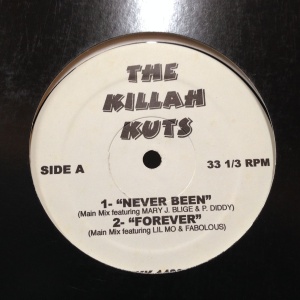 THE
KILLAH
KUTS
SIDE A
33 1/3 RPM
1- “NEVER BEEN”
(Main Mix featuring MARY J. BLIGE & P. DIDDY)
2- “FOREVER”
(Main Mix featuring LIL MO & FABOLOUS)